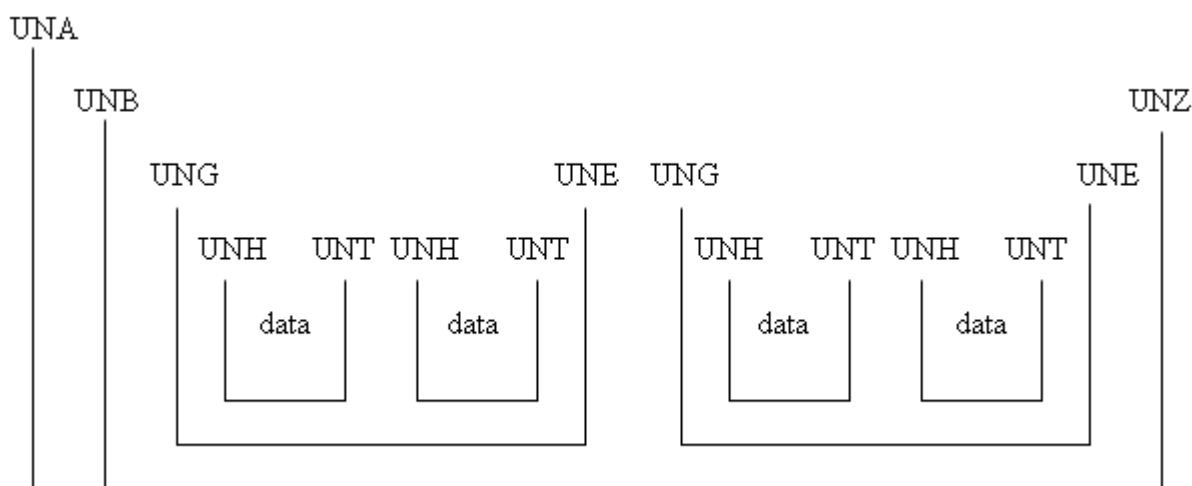 UNA
UNB UNZ
UNG UNE UNG UNE
UNH UNT UNH UNT UNH UNT UNH UNT
data data data data